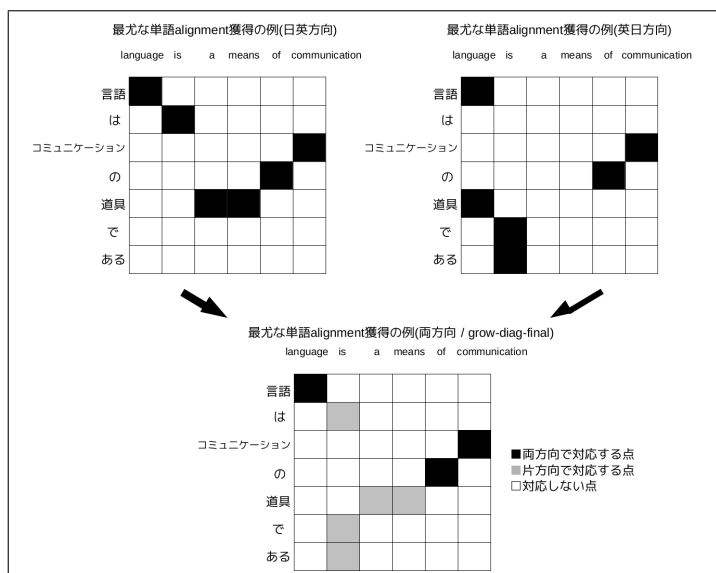 最尤な単語alignment獲得の例(日英方向)
language is a means of communication
言語
は
コミュニケーション
の
道具
で
ある
最尤な単語alignment獲得の例(英日方向)
language is a means of communication
言語
は
コミュニケーション
の
道具
で
ある
最尤な単語alignment獲得の例(両方向 / grow-diag-final)
language is a means of communication
言語
は
コミュニケーション
の
道具
で
ある
両方向で対応する点
片方向で対応する点
対応しない点